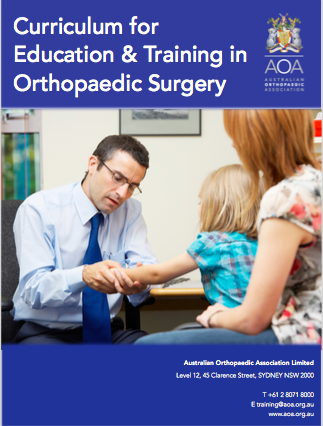 Curriculum for
Education & Training in
Orthopaedic Surgery
AOA
AUSTRALIAN
ORTHOPAEDIC
ASSOCIATION
Australian Orthopaedic Association Limited
Level 12, 45 Clarence Street, SYDNEY NSW 2000
T +61 2 8071 8000
E training@aoa.org.au
www.aoa.org.au